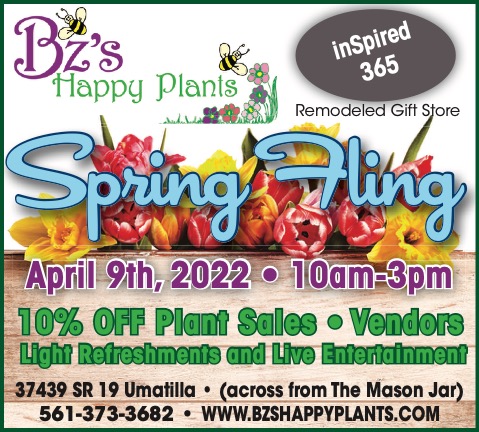 Bz's
Happy Plants
inSpired
365
Remodeled Gift Store
Spring Fling
April 9th, 2022 • 10am-3pm
10% OFF Plant Sales • Vendors
Light Refreshments and Live Entertainment
37439 SR 19 Umatilla • (across from The Mason Jar)
561-373-3682 • WWW.BZSHAPPYPLANTS.COM